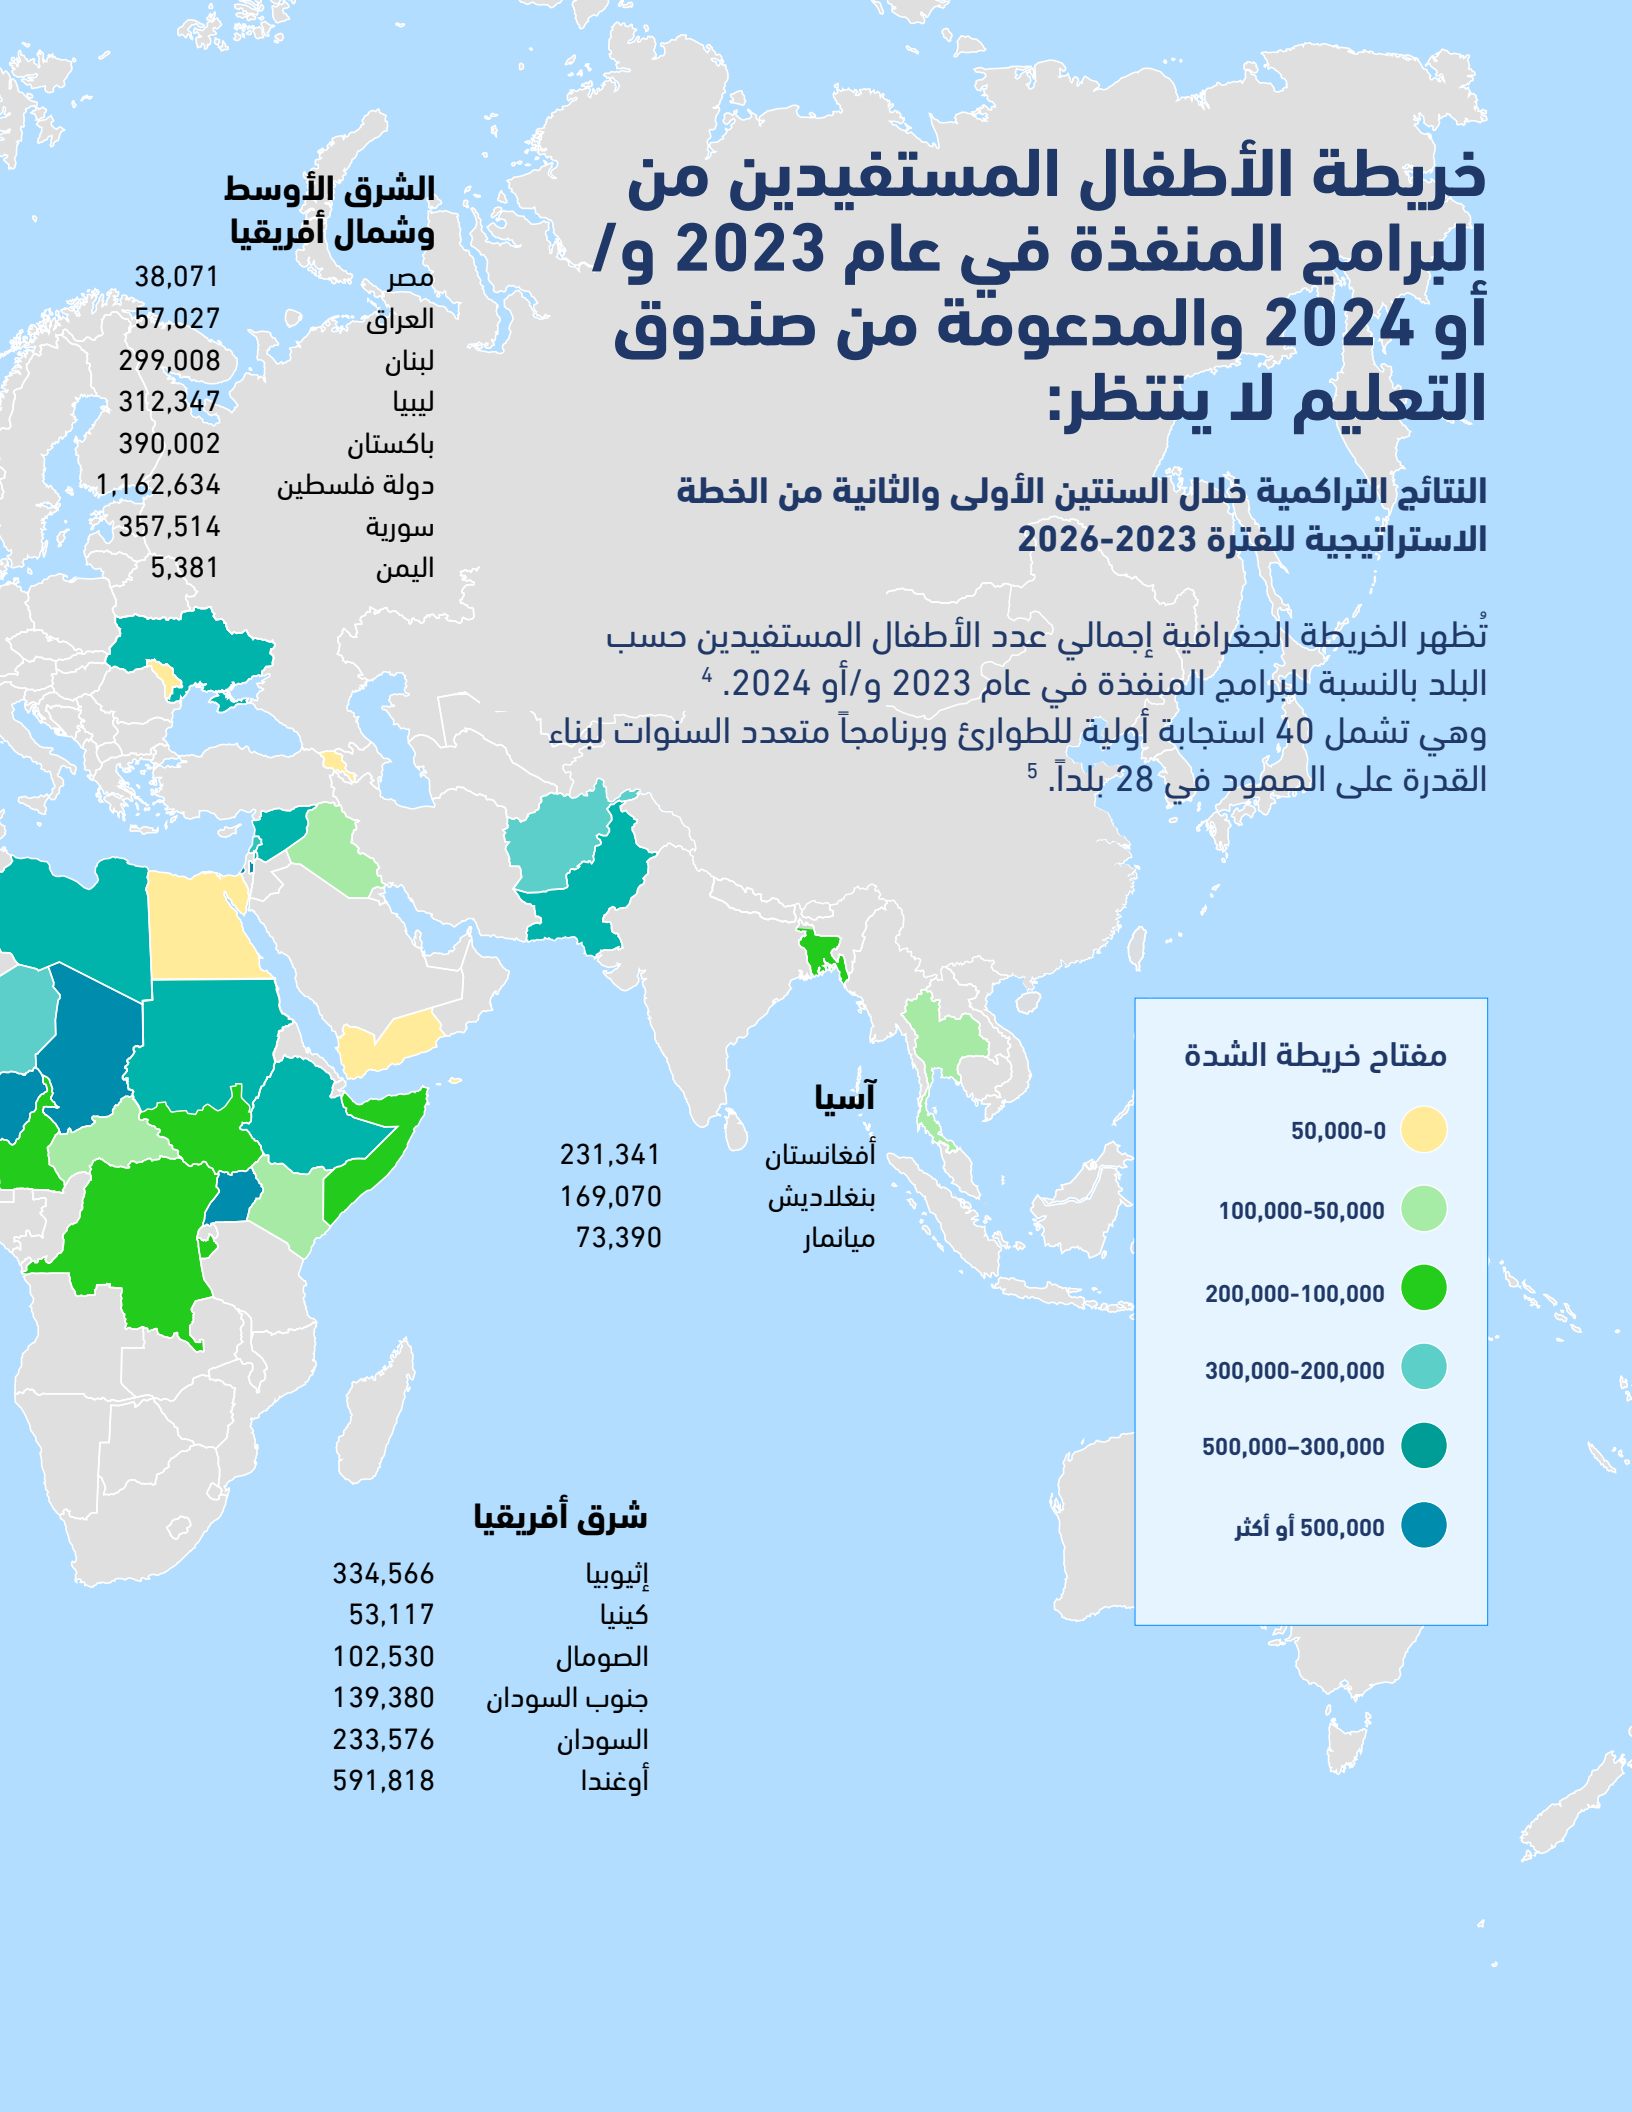 خريطة الأطفال المستفيدين من
البرامج المنفذة في عام 2023 و/
أو 2024 والمدعومة من صندوق
التعليم لا ينتظر:
النتائج التراكمية خلال السنتين الأولى والثانية من الخطة
الاستراتيجية للفترة 2023-2026
تُظهر الخريطة الجغرافية إجمالي عدد الأطفال المستفيدين حسب
البلد بالنسبة للبرامج المنفذة في عام 2023 و/أو 2024. 4
وهي تشمل 40 استجابة أولية للطوارئ وبرنامجاً متعدد السنوات لبناء
القدرة على الصمود في 28 بلداً. 5
الشرق الأوسط
وشمال أفريقيا
مصر 38,071
العراق 57,027
لبنان 299,008
ليبيا 312,347
باكستان 390,002
دولة فلسطين 1,162,634
سورية 357,514
اليمن 5,381
مفتاح خريطة الشدة
50,000-0
100,000-50,000
200,000-100,000
300,000-200,000
500,000–300,000
500,000 أو أكثر
آسيا
أفغانستان 231,341
بنغلاديش 169,070
ميانمار 73,390
شرق أفريقيا
إثيوبيا 334,566
كينيا 53,117
الصومال 102,530
جنوب السودان 139,380
السودان 233,576
أوغندا 591,818